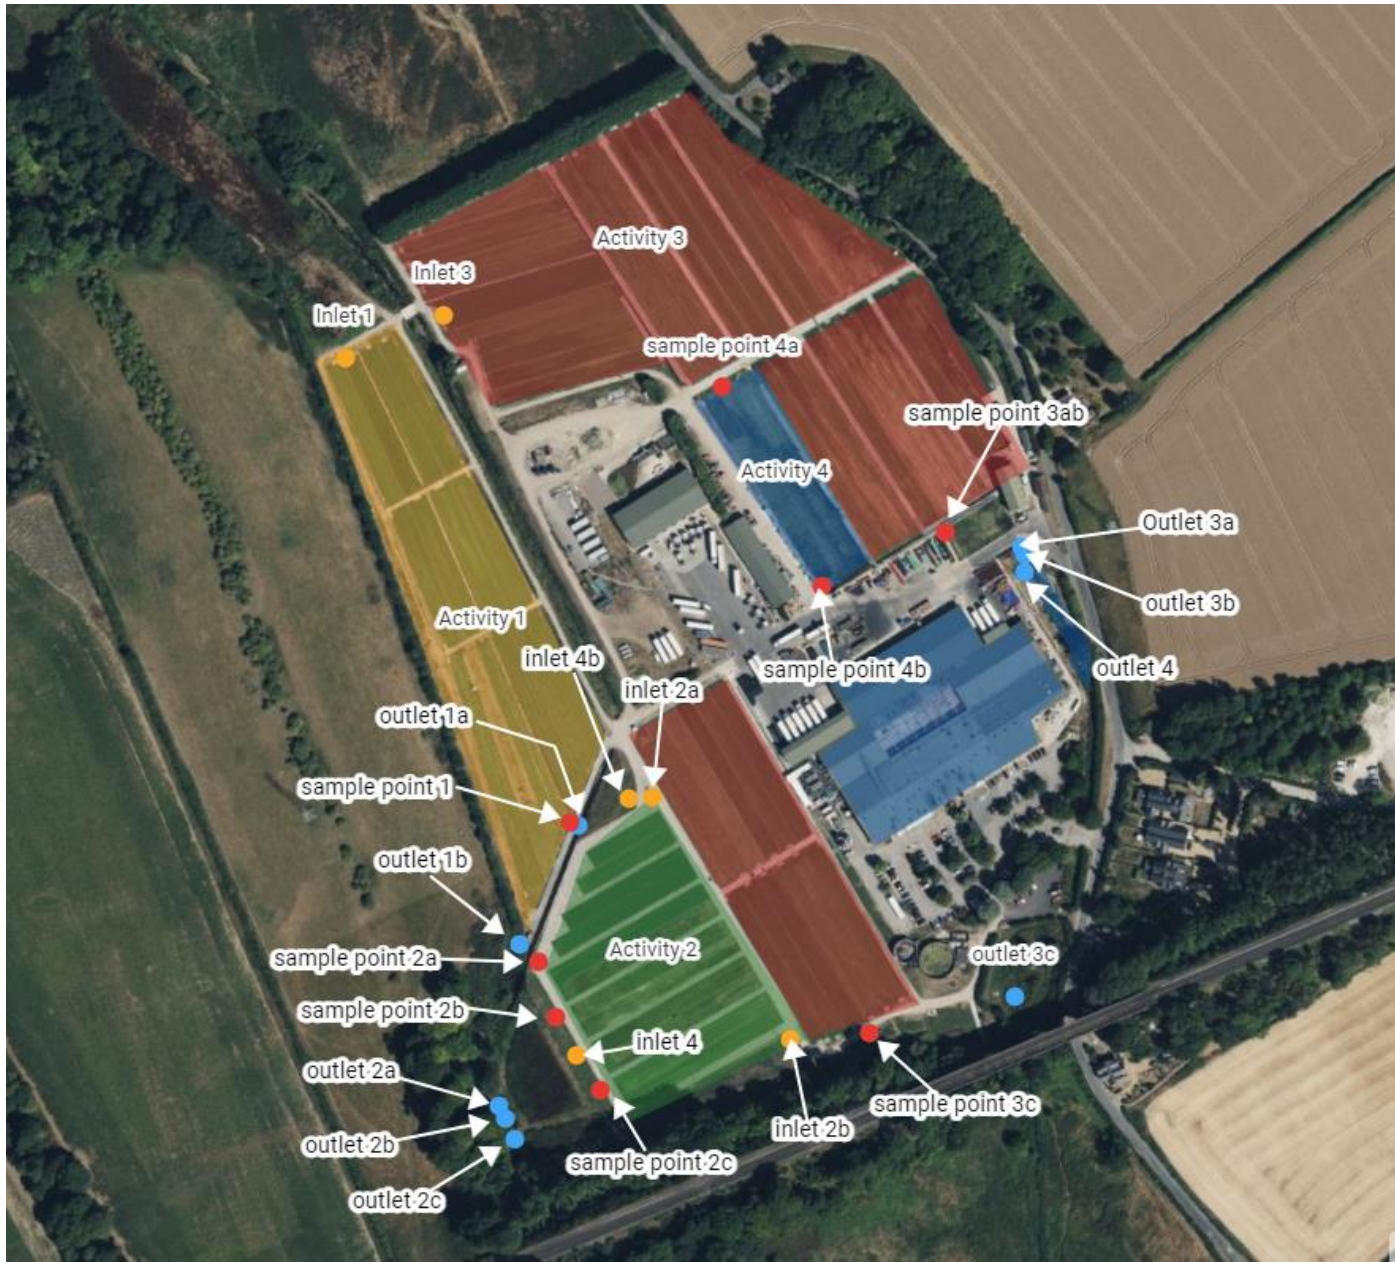 Activity 3
Inlet 3
Inlet 1
sample point 4a
sample point 3ab
Activity 4
Outlet 3a
outlet 3b
Activity 1
inlet 4b
sample point 4b
outlet 4
inlet 2a
outlet 1a
sample point 1
outlet 1b
Activity 2
sample point 2a
outlet 3c
sample point 2b
inlet 4
outlet 2a
sample point 3c
inlet 2b
outlet 2b
sample point 2c
outlet 2c